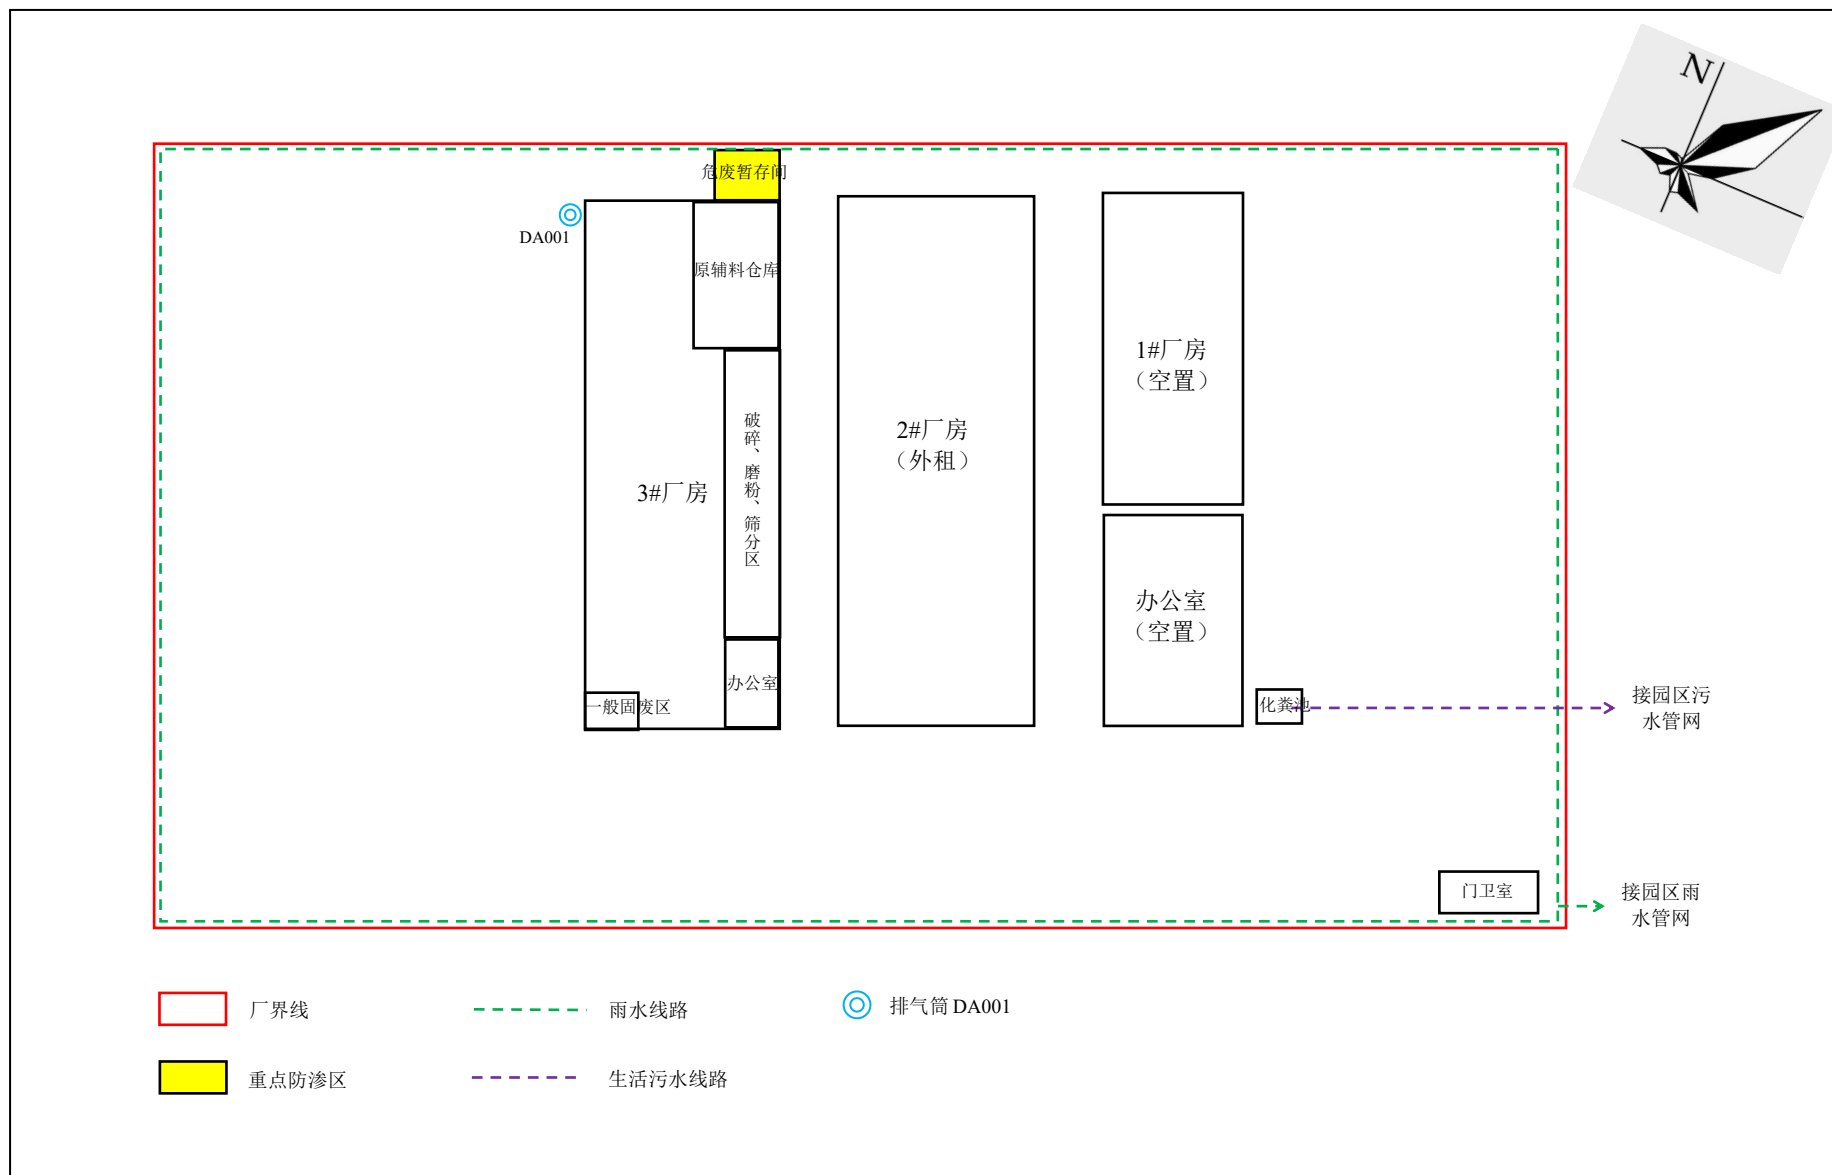 N
危废暂存间
DA001
原辅料仓库
1#厂房
（空置）
2#厂房
（外租）
破碎、磨粉、筛分区
3#厂房
办公室
（空置）
办公室
一般固废区
化粪池
接园区污
水管网
门卫室
接园区雨
水管网
厂界线
雨水线路
排气筒 DA001
重点防渗区
生活污水线路